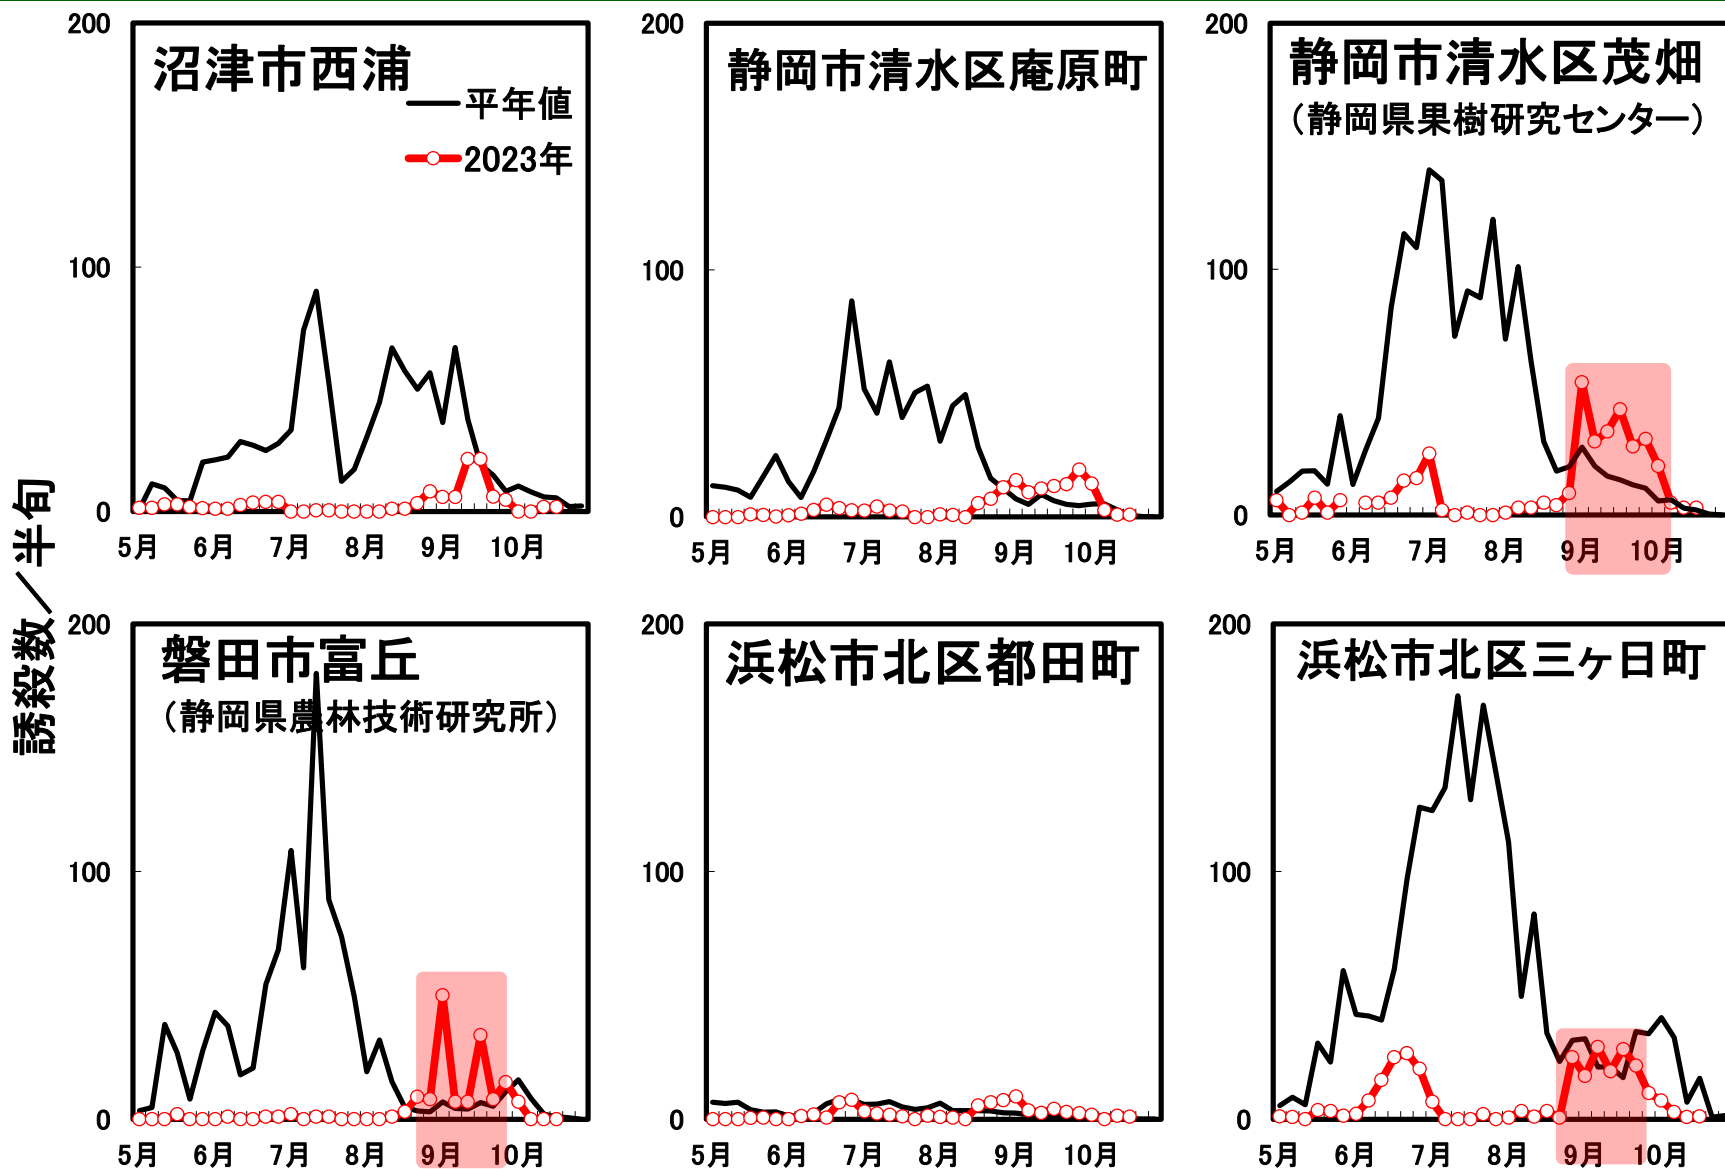 誘殺数／半旬
200
沼津市西浦
平年値
2023年
100
0
5月 6月 7月 8月 9月 10月
200
静岡市清水区庵原町
100
0
5月 6月 7月 8月 9月 10月
200
静岡市清水区茂畑
（静岡県果樹研究センター）
100
0
5月 6月 7月 8月 9月 10月
200
磐田市富丘
（静岡県農林技術研究所）
100
0
5月 6月 7月 8月 9月 10月
200
浜松市北区都田町
100
0
5月 6月 7月 8月 9月 10月
200
浜松市北区三ヶ日町
100
0
5月 6月 7月 8月 9月 10月